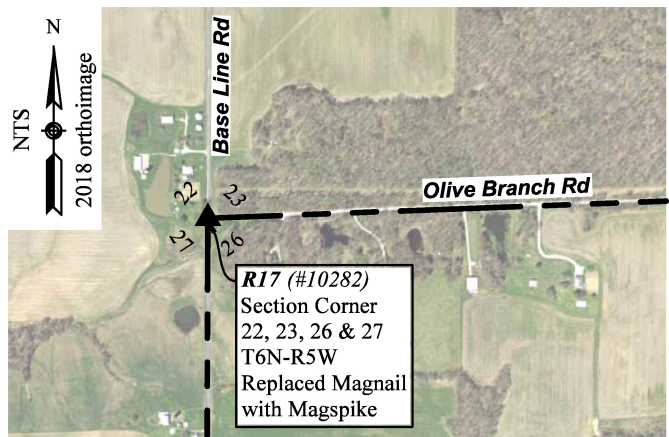 N
NTS
2018 orthoimage
Base Line Rd
Olive Branch Rd
22
23
27
26
R17 (#10282)
Section Corner
22, 23, 26 & 27
T6N-R5W
Replaced Magnail
with Magspike